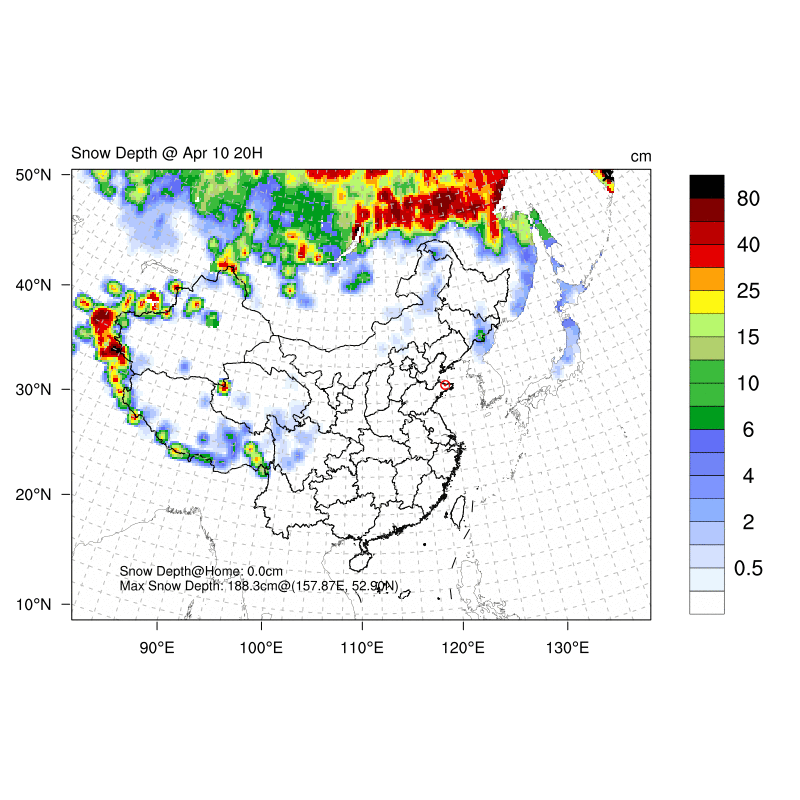 Snow Depth @ Apr 10 20H
cm
50°N
40°N
30°N
20°N
10°N
90°E
100°E
110°E
120°E
130°E
80
40
25
15
10
6
4
2
0.5
Snow Depth@Home: 0.0cm
Max Snow Depth: 188.3cm@(157.87E, 52.90N)